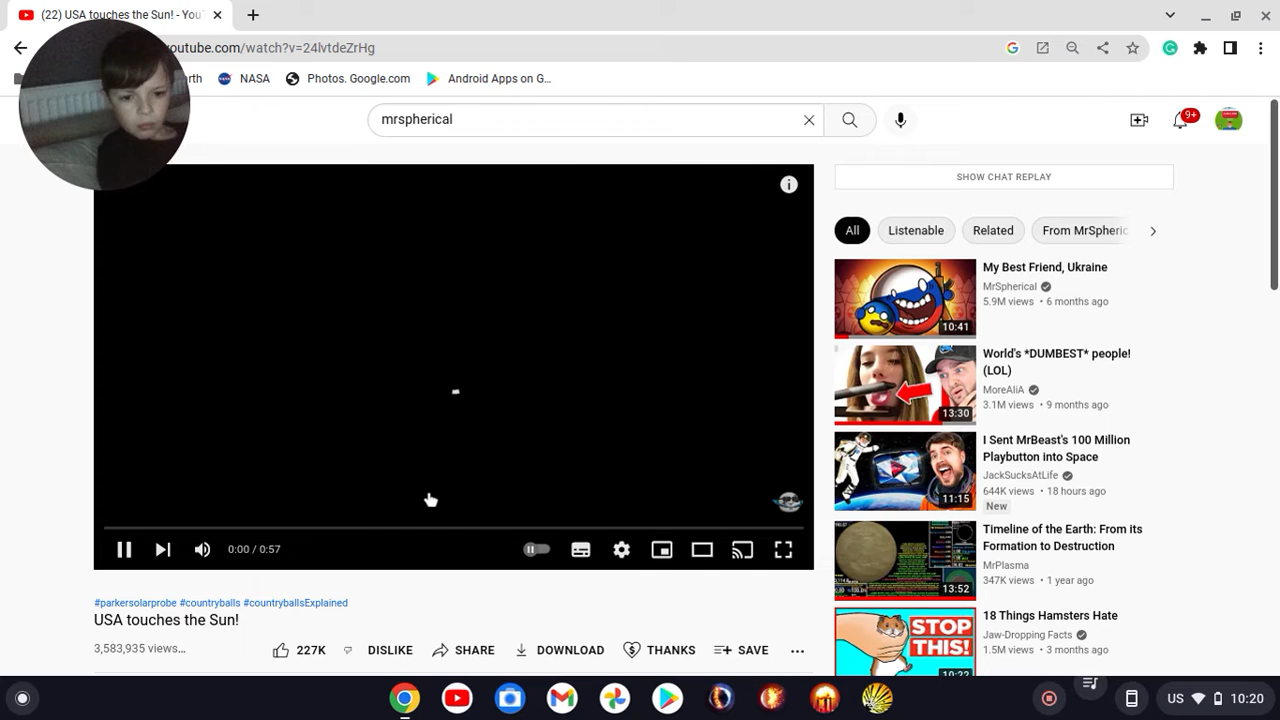 (22) USA touches the Sun! - You
youtube.com/watch?v=24lvtdeZrHg
arth
NASA
Photos. Google.com
Android Apps on G...
mrspherical
9+
SHOW CHAT REPLAY
All
Listenable
Related
From MrSpheric
My Best Friend, Ukraine
MrSpherical
5.9M views • 6 months ago
10:41
World's *DUMBEST* people!
(LOL)
MoreAliA
3.1M views • 9 months ago
13:30
I Sent MrBeast's 100 Million
Playbutton into Space
JackSucksAtLife
644K views • 18 hours ago
New
11:15
Timeline of the Earth: From its
Formation to Destruction
MrPlasma
347K views • 1 year ago
13:52
18 Things Hamsters Hate
Jaw-Dropping Facts
1.5M views • 3 months ago
STOP
THIS!
10:22
0:00 / 0:57
#parkersolarprobe #countryballs #countryballsExplained
USA touches the Sun!
3,583,935 views...
227K
DISLIKE
SHARE
DOWNLOAD
THANKS
SAVE
US
10:20